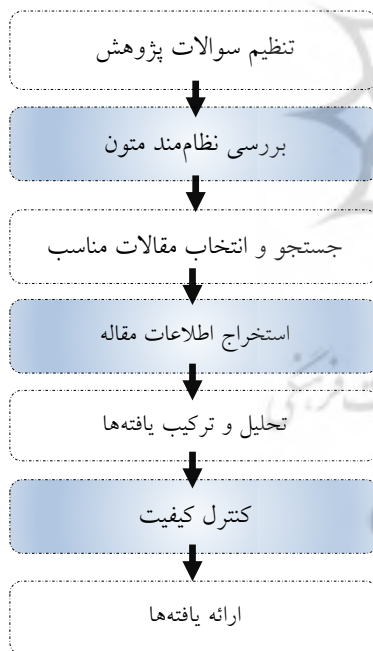 تنظیم سوالات پژوهش
بررسی نظام‌مند متون
جستجو و انتخاب مقالات مناسب
استخراج اطلاعات مقاله
تحلیل و ترکیب یافته‌ها
کنترل کیفیت
ارائه یافته‌ها